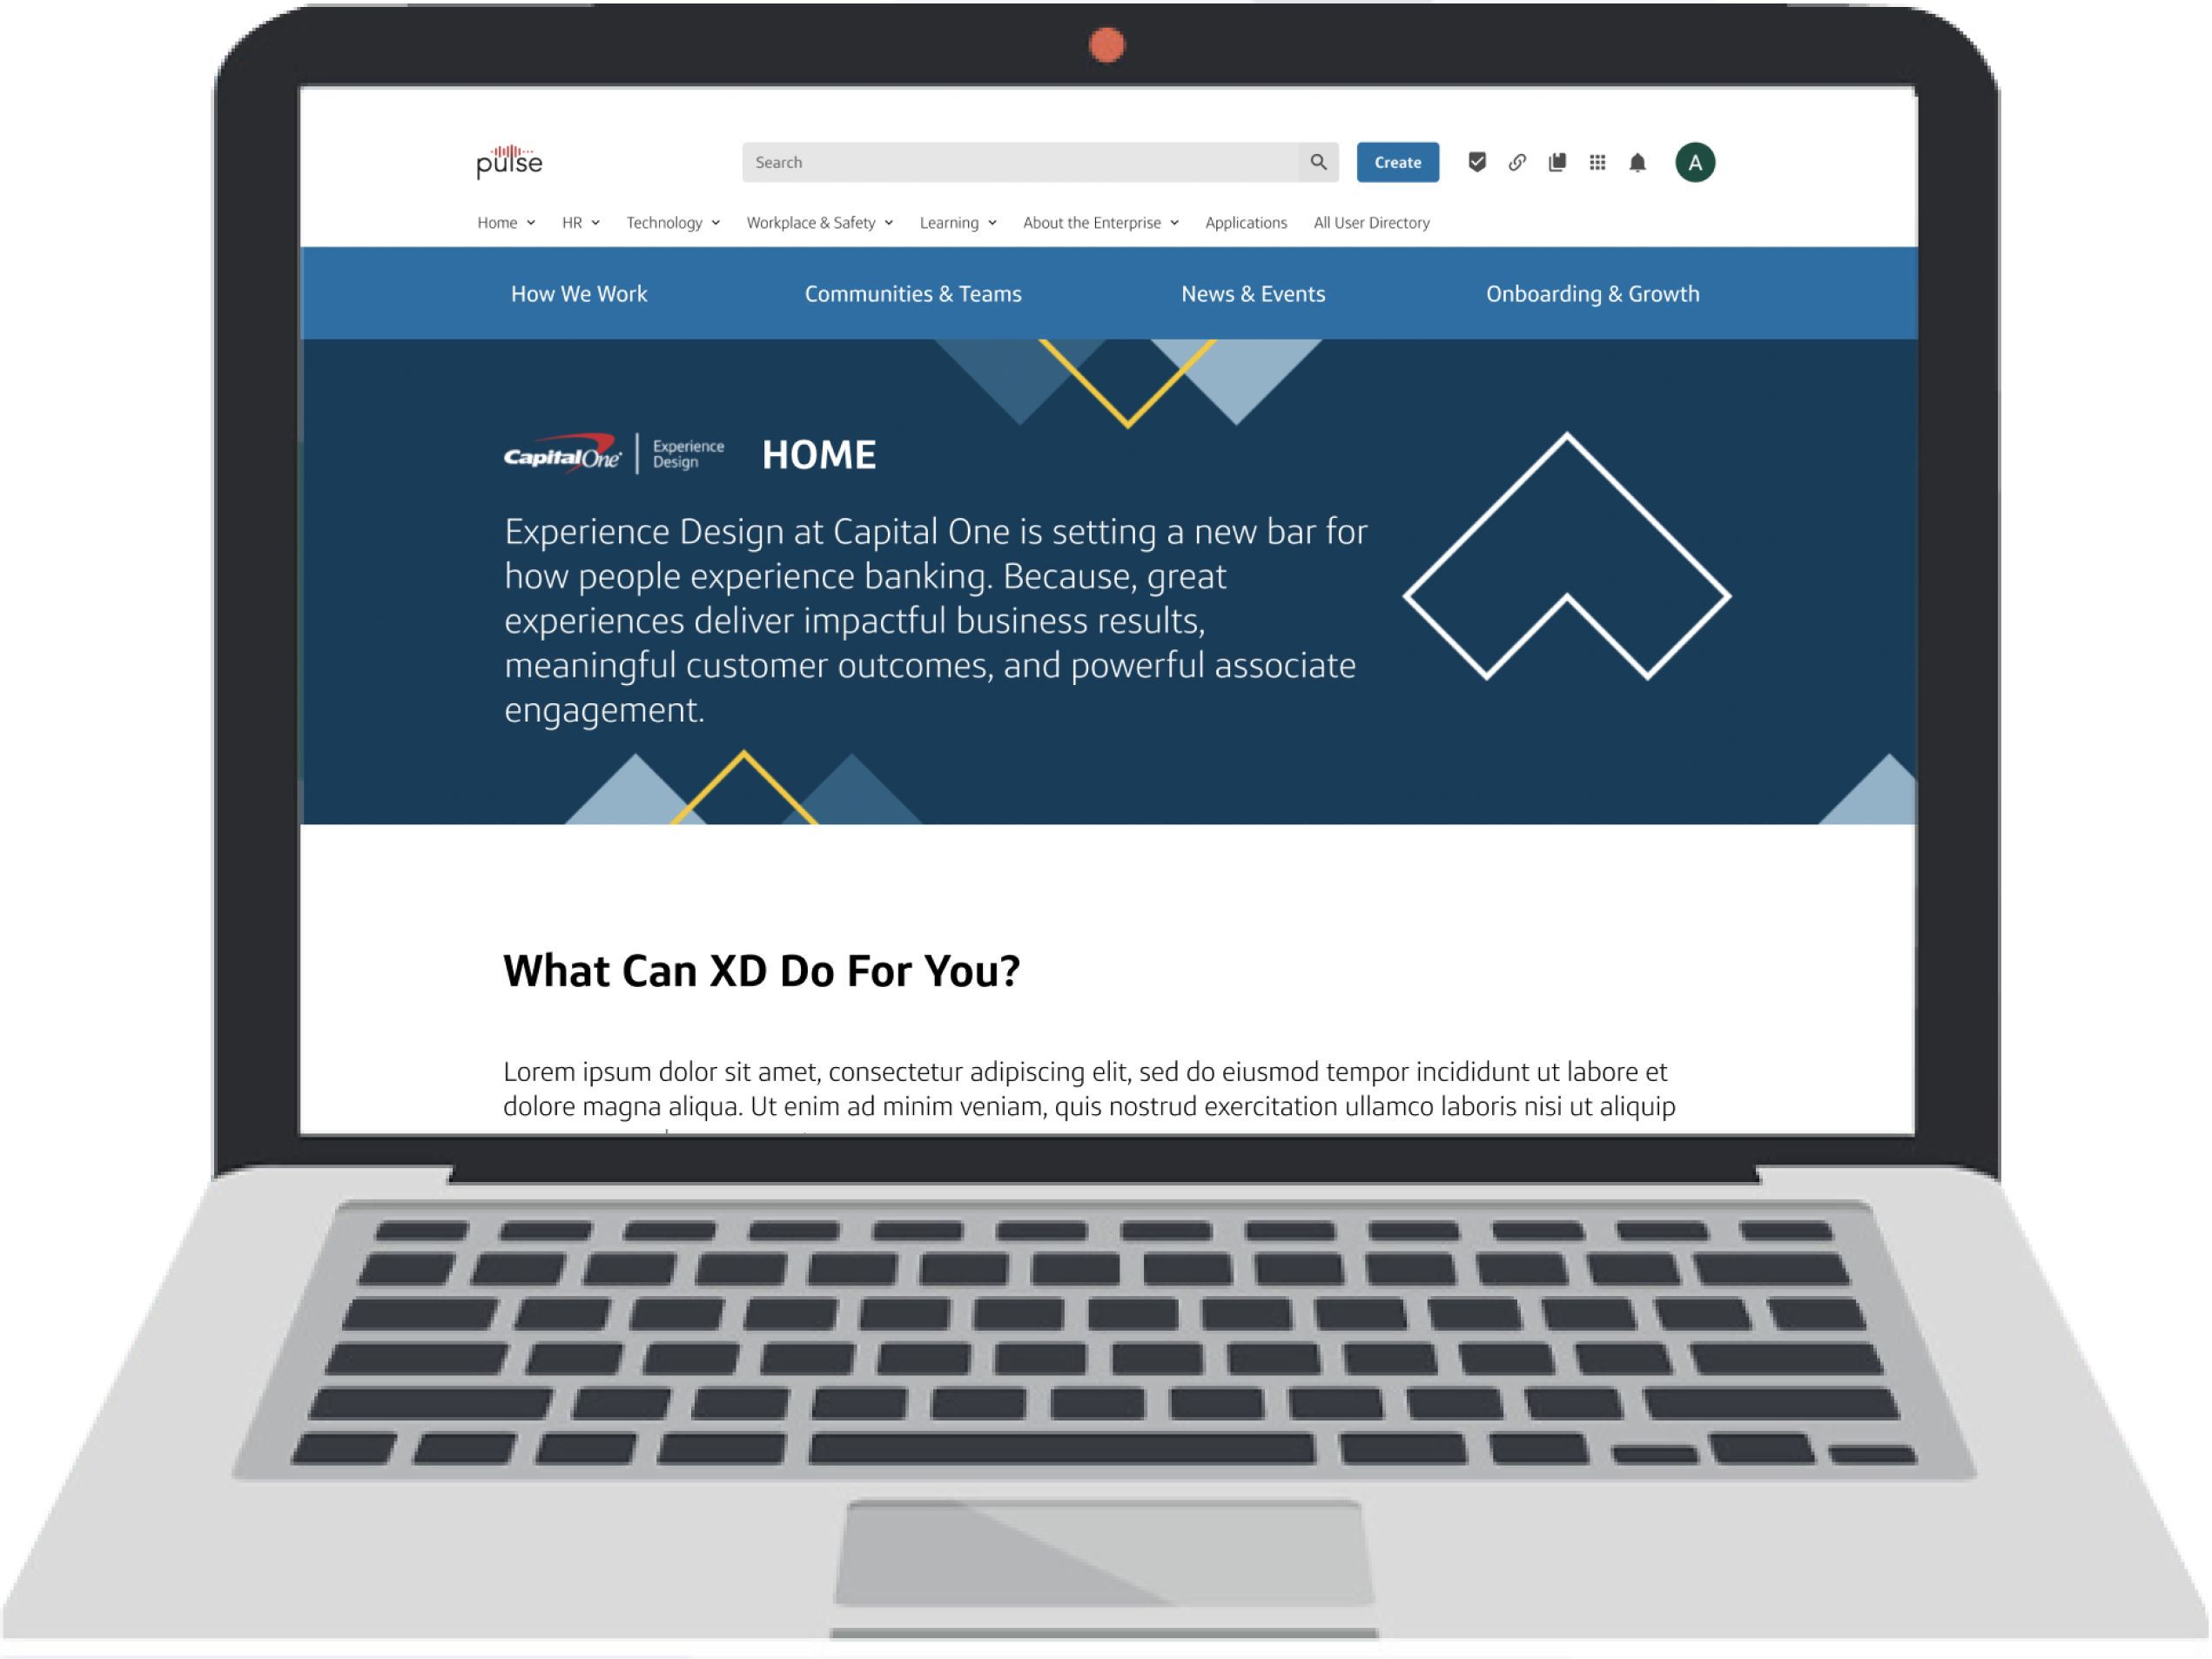 pulse
Search
Create
A
Home
HR
Technology
Workplace & Safety
Learning
About the Enterprise
Applications
All User Directory
How We Work
Communities & Teams
News & Events
Onboarding & Growth
CapitalOne
Experience
Design
HOME
Experience Design at Capital One is setting a new bar for
how people experience banking. Because, great
experiences deliver impactful business results,
meaningful customer outcomes, and powerful associate
engagement.
What Can XD Do For You?
Lorem ipsum dolor sit amet, consectetur adipiscing elit, sed do eiusmod tempor incididunt ut labore et
dolore magna aliqua. Ut enim ad minim veniam, quis nostrud exercitation ullamco laboris nisi ut aliquip